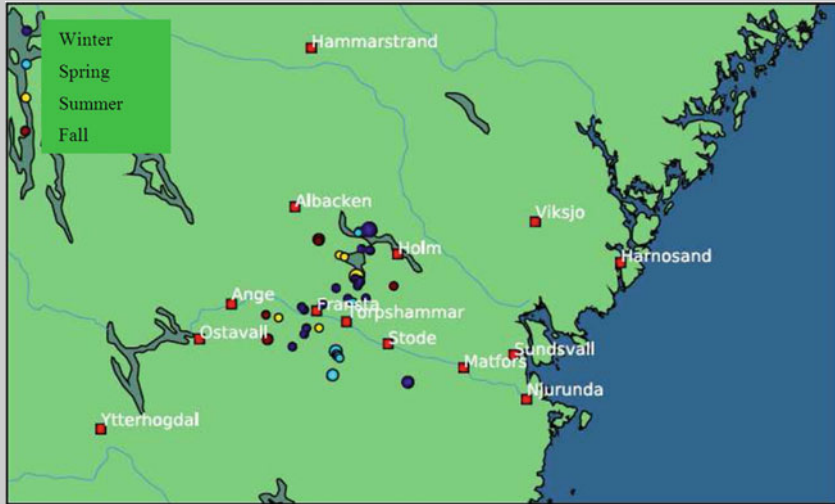 Winter
Spring
Summer
Fall
Hammarstrand
Albacken
Viksjo
Holm
Harnosand
Ange
Fransta
Torpshammar
Ostavall
Stode
Sundsvall
Matfors
Njurunda
Ytterhogdal